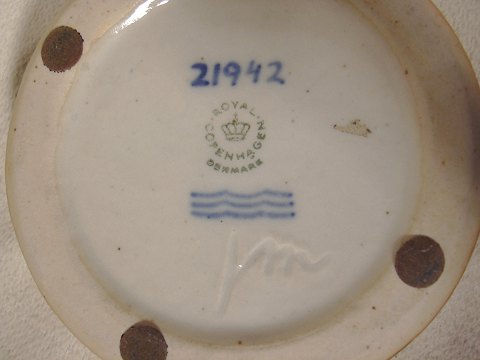 21942
ROYAL
COPENHAGEN
DENMARK